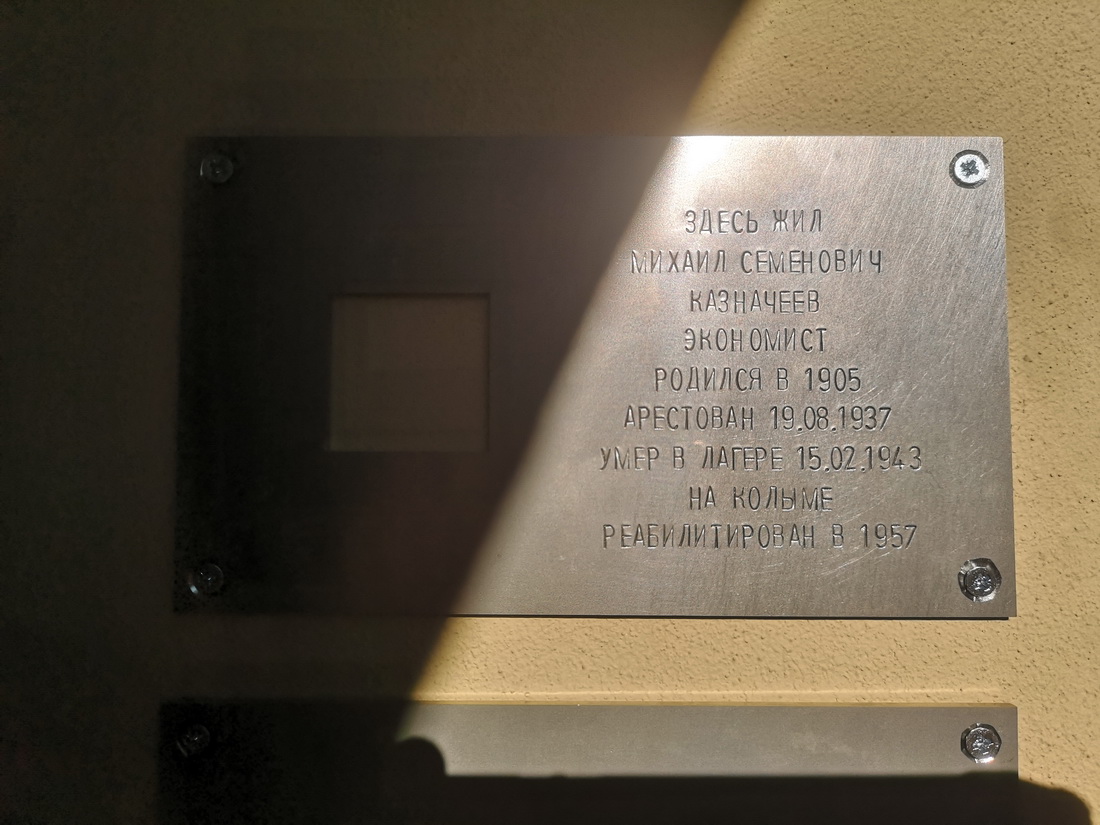 ЗДЕСЬ ЖИЛ
МИХАИЛ СЕМЕНОВИЧ
КАЗНАЧЕЕВ
ЭКОНОМИСТ
РОДИЛСЯ В 1905
АРЕСТОВАН 19.08.1937
УМЕР В ЛАГЕРЕ 15.02.1943
НА КОЛЫМЕ
РЕАБИЛИТИРОВАН В 1957